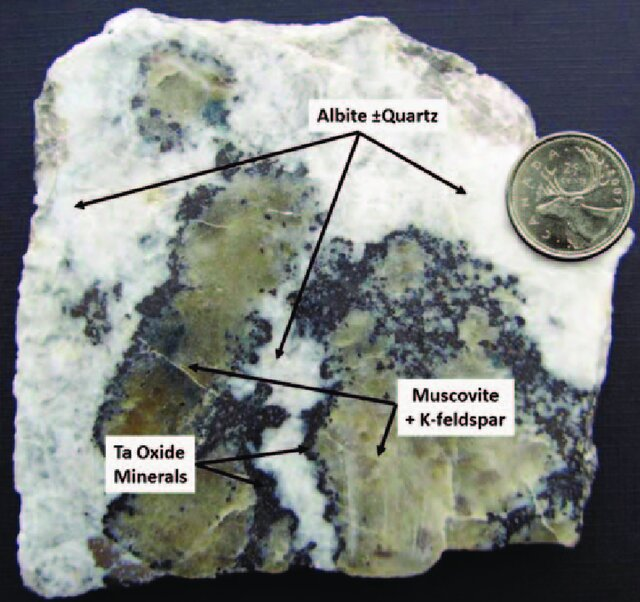 Albite ±Quartz
Muscovite
+ K-feldspar
Ta Oxide
Minerals